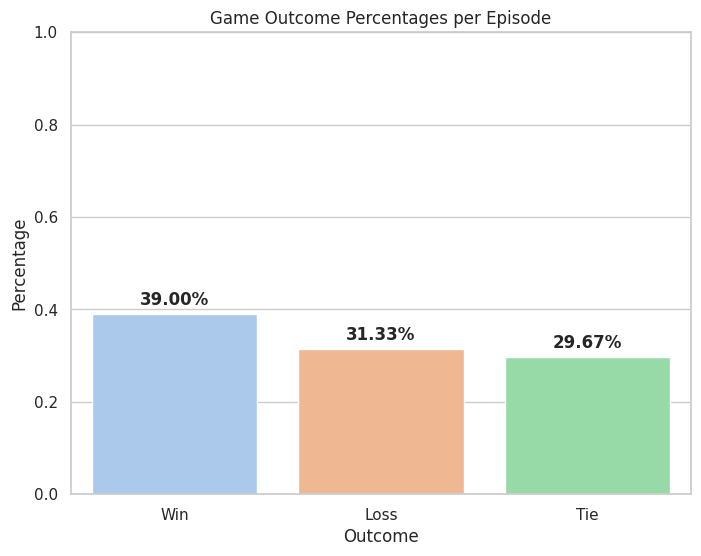 Game Outcome Percentages per Episode
1.0
0.8
0.6
0.4
0.2
0.0
Percentage
39.00%
31.33%
29.67%
Win Loss Tie
Outcome